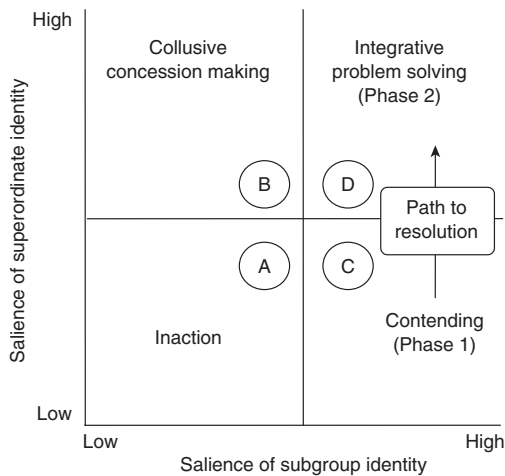 High
Salience of superordinate identity
Low
Collusive
concession making
Integrative
problem solving
(Phase 2)
B
D
Path to
resolution
A
C
Inaction
Contending
(Phase 1)
Low
High
Salience of subgroup identity